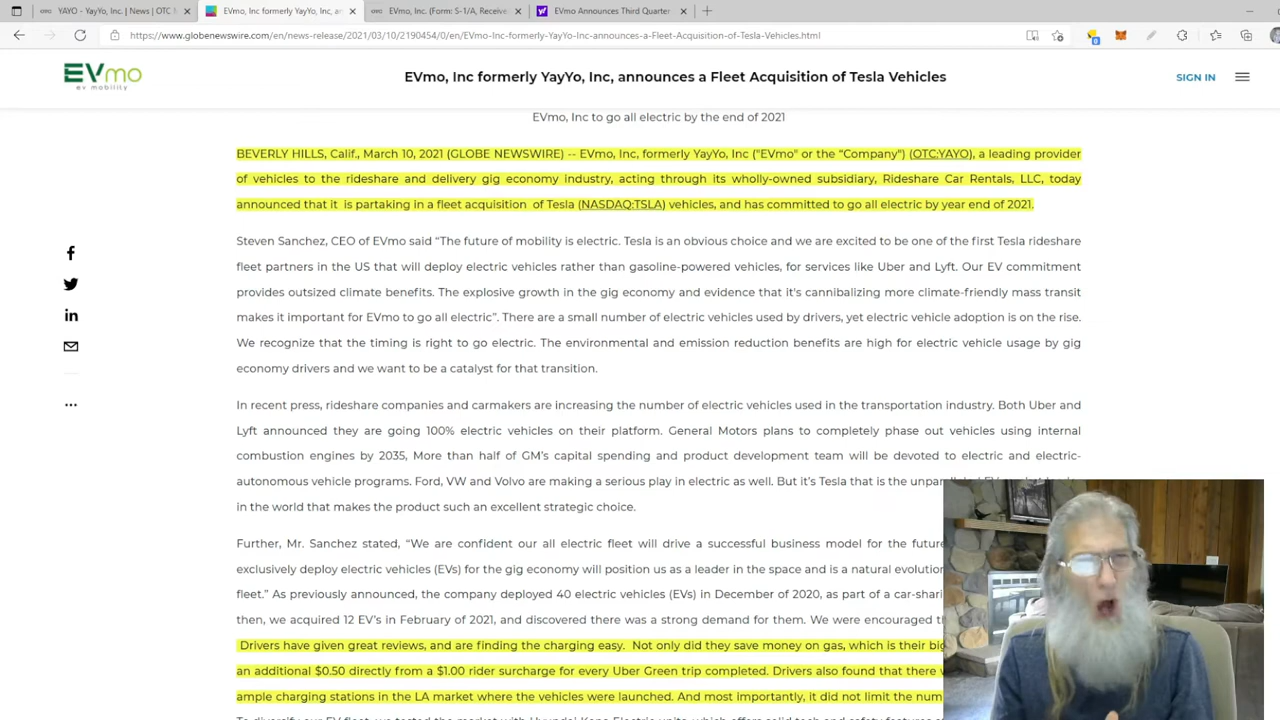 YAYO - YayYo, Inc. | News | OTC M
EVmo, Inc formerly YayYo, Inc, an
EVmo, Inc. (Form: S-1/A, Receive
EVmo Announces Third Quarter
https://www.globenewswire.com/en/news-release/2021/03/10/2190454/0/en/EVmo-Inc-formerly-YayYo-Inc-announces-a-Fleet-Acquisition-of-Tesla-Vehicles.html
EVmo
ev mobility
EVmo, Inc formerly YayYo, Inc, announces a Fleet Acquisition of Tesla Vehicles
SIGN IN
EVmo, Inc to go all electric by the end of 2021
BEVERLY HILLS, Calif., March 10, 2021 (GLOBE NEWSWIRE) -- EVmo, Inc, formerly YayYo, Inc ("EVmo" or the “Company”) (OTC:YAYO), a leading provider
of vehicles to the rideshare and delivery gig economy industry, acting through its wholly-owned subsidiary, Rideshare Car Rentals, LLC, today
announced that it is partaking in a fleet acquisition of Tesla (NASDAQ:TSLA) vehicles, and has committed to go all electric by year end of 2021.
Steven Sanchez, CEO of EVmo said “The future of mobility is electric. Tesla is an obvious choice and we are excited to be one of the first Tesla rideshare
fleet partners in the US that will deploy electric vehicles rather than gasoline-powered vehicles, for services like Uber and Lyft. Our EV commitment
provides outsized climate benefits. The explosive growth in the gig economy and evidence that it's cannibalizing more climate-friendly mass transit
makes it important for EVmo to go all electric”. There are a small number of electric vehicles used by drivers, yet electric vehicle adoption is on the rise.
We recognize that the timing is right to go electric. The environmental and emission reduction benefits are high for electric vehicle usage by gig
economy drivers and we want to be a catalyst for that transition.
In recent press, rideshare companies and carmakers are increasing the number of electric vehicles used in the transportation industry. Both Uber and
Lyft announced they are going 100% electric vehicles on their platform. General Motors plans to completely phase out vehicles using internal
combustion engines by 2035, More than half of GM’s capital spending and product development team will be devoted to electric and electric-
autonomous vehicle programs. Ford, VW and Volvo are making a serious play in electric as well. But it’s Tesla that is the
in the world that makes the product such an excellent strategic choice.
Further, Mr. Sanchez stated, “We are confident our all electric fleet will drive a successful business model for the future
exclusively deploy electric vehicles (EVs) for the gig economy will position us as a leader in the space and is a natural evolution
fleet.” As previously announced, the company deployed 40 electric vehicles (EVs) in December of 2020, as part of a
then, we acquired 12 EV’s in February of 2021, and discovered there was a strong demand for them. We were encouraged
Drivers have given great reviews, and are finding the charging easy. Not only did they save money on gas, which is their
an additional $0.50 directly from a $1.00 rider surcharge for every Uber Green trip completed. Drivers also found that there
ample charging stations in the LA market where the vehicles were launched. And most importantly, it did not limit the